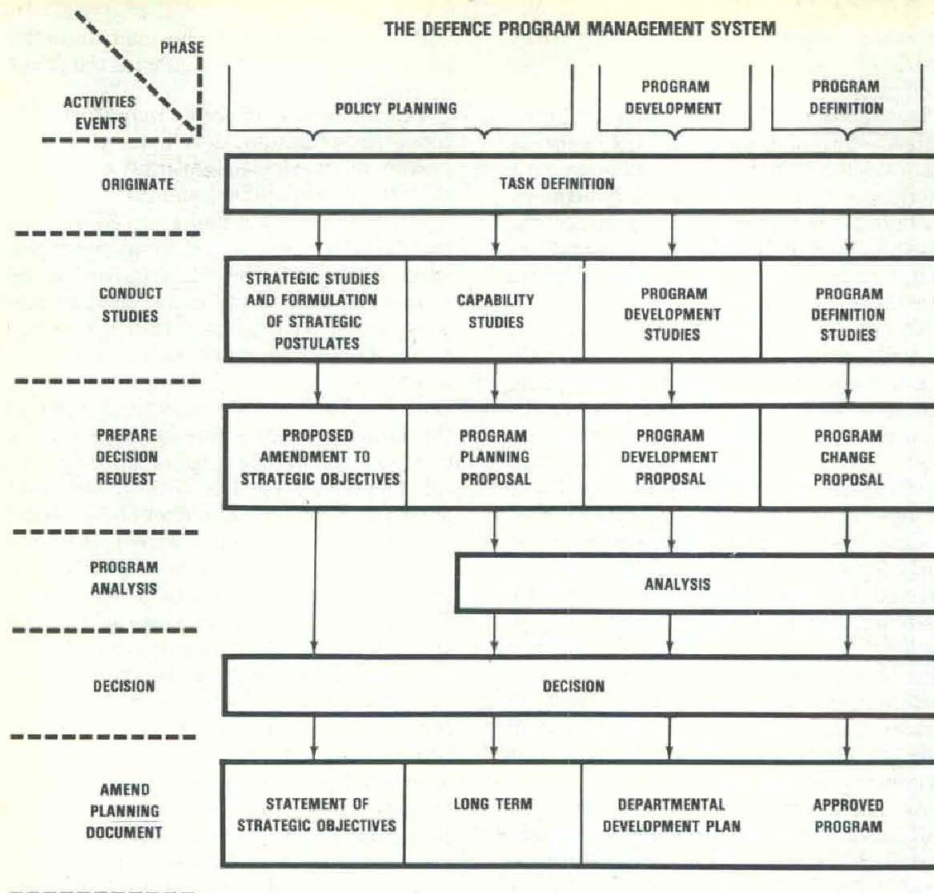 THE DEFENCE PROGRAM MANAGEMENT SYSTEM
PHASE
ACTIVITIES
EVENTS
POLICY PLANNING
PROGRAM
DEVELOPMENT
PROGRAM
DEFINITION
ORIGINATE
TASK DEFINITION
CONDUCT
STUDIES
STRATEGIC STUDIES
AND FORMULATION
OF STRATEGIC
POSTULATES
CAPABILITY
STUDIES
PROGRAM
DEVELOPMENT
STUDIES
PROGRAM
DEFINITION
STUDIES
PREPARE
DECISION
REQUEST
PROPOSED
AMENDMENT TO
STRATEGIC OBJECTIVES
PROGRAM
PLANNING
PROPOSAL
PROGRAM
DEVELOPMENT
PROPOSAL
PROGRAM
CHANGE
PROPOSAL
PROGRAM
ANALYSIS
ANALYSIS
DECISION
DECISION
AMEND
PLANNING
DOCUMENT
STATEMENT OF
STRATEGIC OBJECTIVES
LONG TERM
DEPARTMENTAL
DEVELOPMENT PLAN
APPROVED
PROGRAM